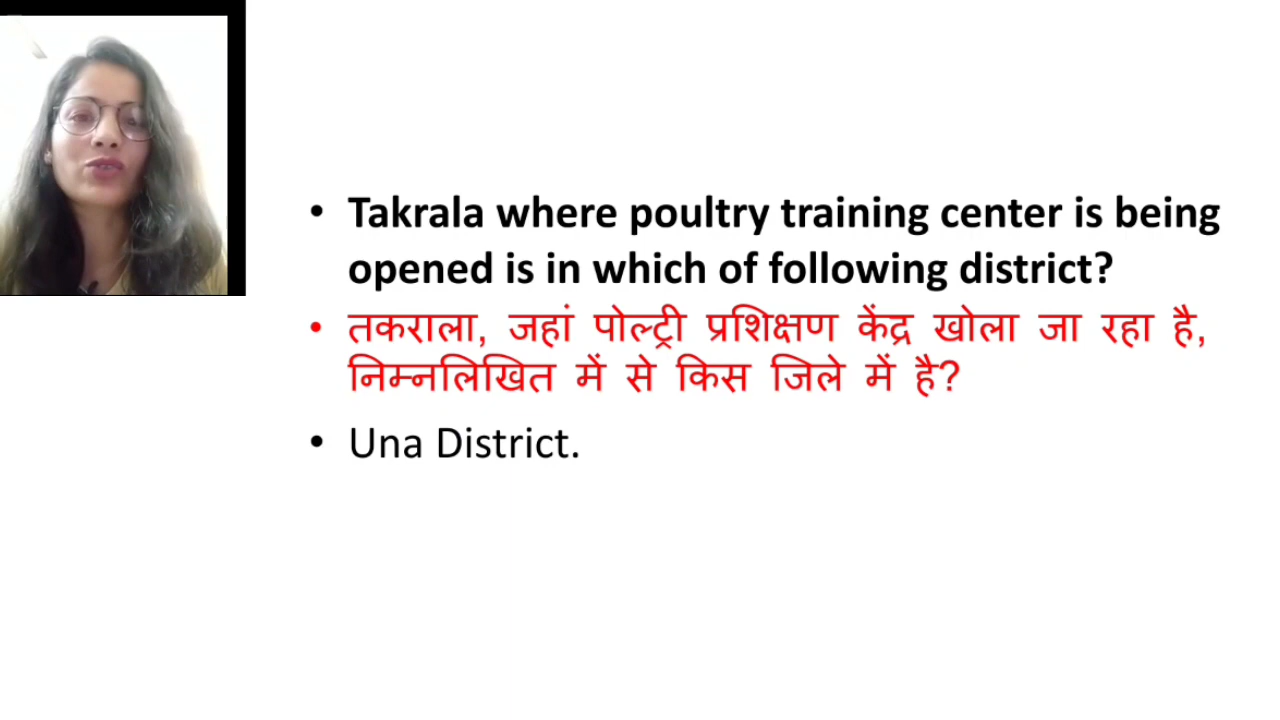 Takrala where poultry training center is being
opened is in which of following district?
तकराला, जहां पोल्ट्री प्रशिक्षण केंद्र खोला जा रहा है,
निम्नलिखित में से किस जिले में है?
Una District.